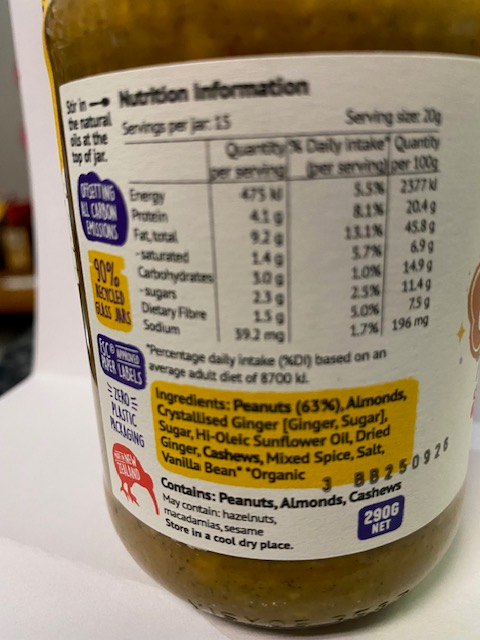 Stir in
the natural
oils at the
top of jar.
Nutrition Information
Servings per jar: 15 Serving size: 20g
Quantity % Daily intake* Quantity
per serving (per serving) per 100g
Energy 475 kJ 5.5% 2377 kJ
Protein 4.1 g 8.1% 20.4 g
Fat, total 9.2 g 13.1% 45.8 g
-saturated 1.4 g 5.7% 6.9 g
Carbohydrates 3.0 g 1.0% 14.9 g
-sugars 2.3 g 2.5% 11.4 g
Dietary Fibre 1.5 g 5.0% 7.5 g
Sodium 39.2 mg 1.7% 196 mg
*Percentage daily intake (%DI) based on an
average adult diet of 8700 kJ.
OFFSETTING
ALL CARBON
EMISSIONS
90%
RECYCLED
GLASS JARS
FSC® APPROVED
PAPER LABELS
ZERO
PLASTIC
PACKAGING
MADE IN NEW
ZEALAND
Ingredients: Peanuts (63%), Almonds,
Crystallised Ginger [Ginger, Sugar],
Sugar, Hi-Oleic Sunflower Oil, Dried
Ginger, Cashews, Mixed Spice, Salt,
Vanilla Bean* *Organic
J BB250926
Contains: Peanuts, Almonds, Cashews
May contain: hazelnuts,
macadamias, sesame
Store in a cool dry place.
290G
NET